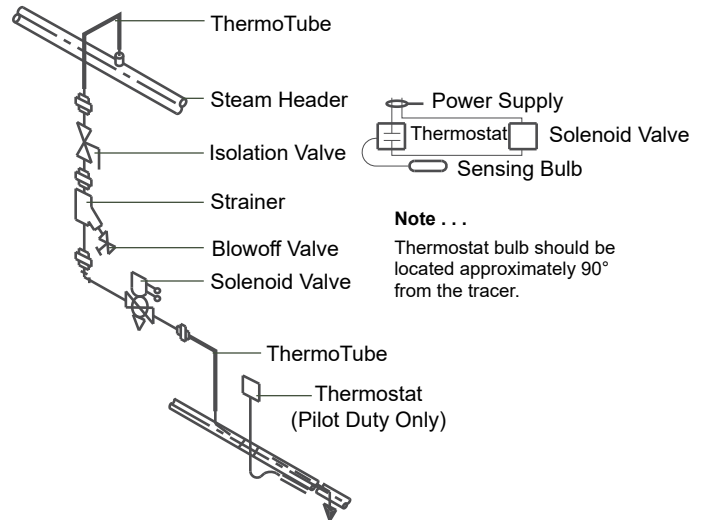 ThermoTube
Steam Header
Power Supply
Thermostat
Solenoid Valve
Sensing Bulb
Isolation Valve
Strainer
Note . . .
Thermostat bulb should be
located approximately 90°
from the tracer.
Blowoff Valve
Solenoid Valve
ThermoTube
Thermostat
(Pilot Duty Only)